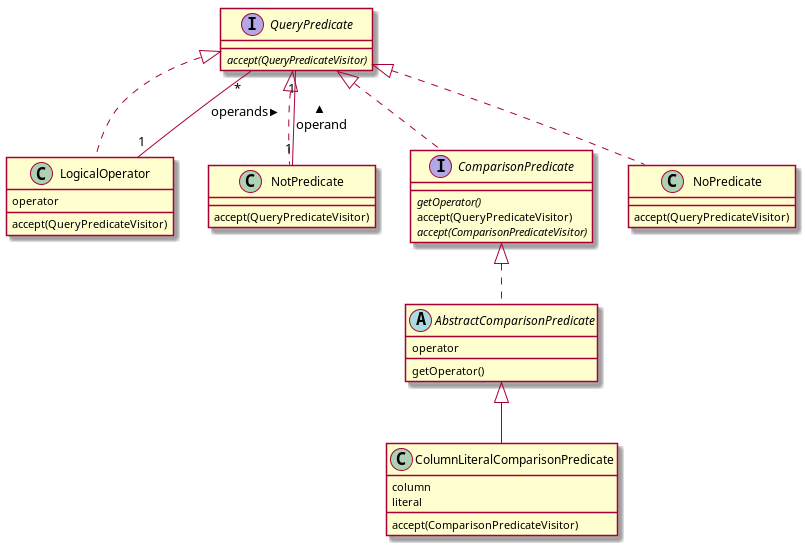 I QueryPredicate
accept(QueryPredicateVisitor)
* 1
operands►
▲
operand
1 1
C LogicalOperator
operator
accept(QueryPredicateVisitor)
C NotPredicate
accept(QueryPredicateVisitor)
I ComparisonPredicate
getOperator()
accept(QueryPredicateVisitor)
accept(ComparisonPredicateVisitor)
C NoPredicate
accept(QueryPredicateVisitor)
A AbstractComparisonPredicate
operator
getOperator()
C ColumnLiteralComparisonPredicate
column
literal
accept(ComparisonPredicateVisitor)